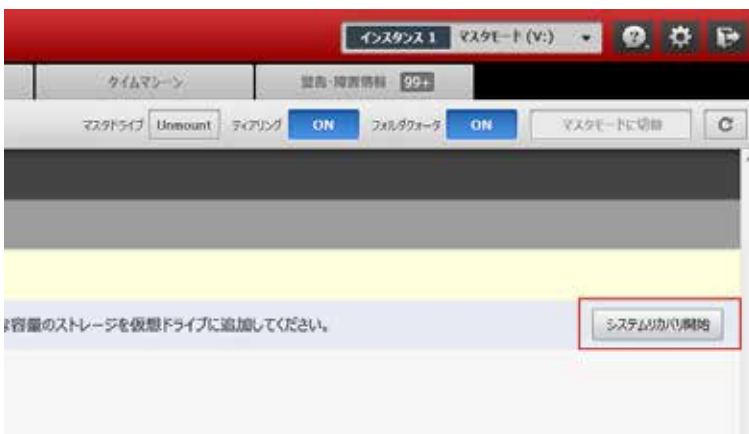 インスタンス 1 マスタモード (V:)
タイムマシーン 警告・障害情報 99+
マスタドライブ Unmount ティアリング ON フォルダクォータ ON マスタモードに切替
な容量のストレージを仮想ドライブに追加してください。 システムリカバリ開始